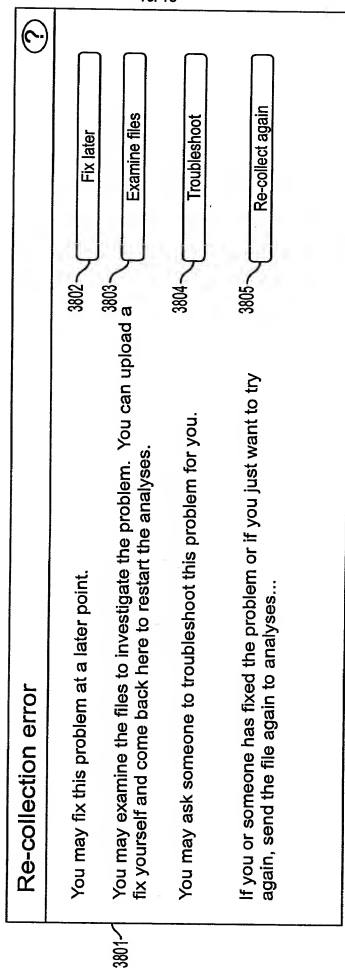 Re-collection error
?
3801
You may fix this problem at a later point.
3802
Fix later
You may examine the files to investigate the problem. You can upload a
fix yourself and come back here to restart the analyses.
3803
Examine files
You may ask someone to troubleshoot this problem for you.
3804
Troubleshoot
If you or someone has fixed the problem or if you just want to try
again, send the file again to analyses...
3805
Re-collect again